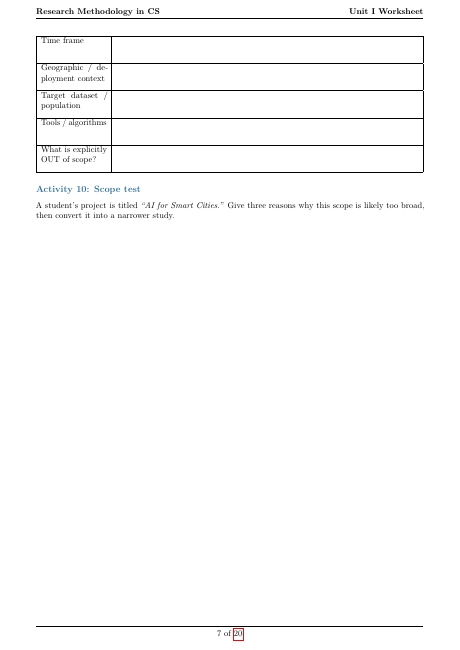 Research Methodology in CS Unit I Worksheet
Time frame
Geographic / de-
ployment context
Target dataset /
population
Tools / algorithms
What is explicitly
OUT of scope?
Activity 10: Scope test
A student's project is titled "AI for Smart Cities." Give three reasons why this scope is likely too broad,
then convert it into a narrower study.
7 of 20